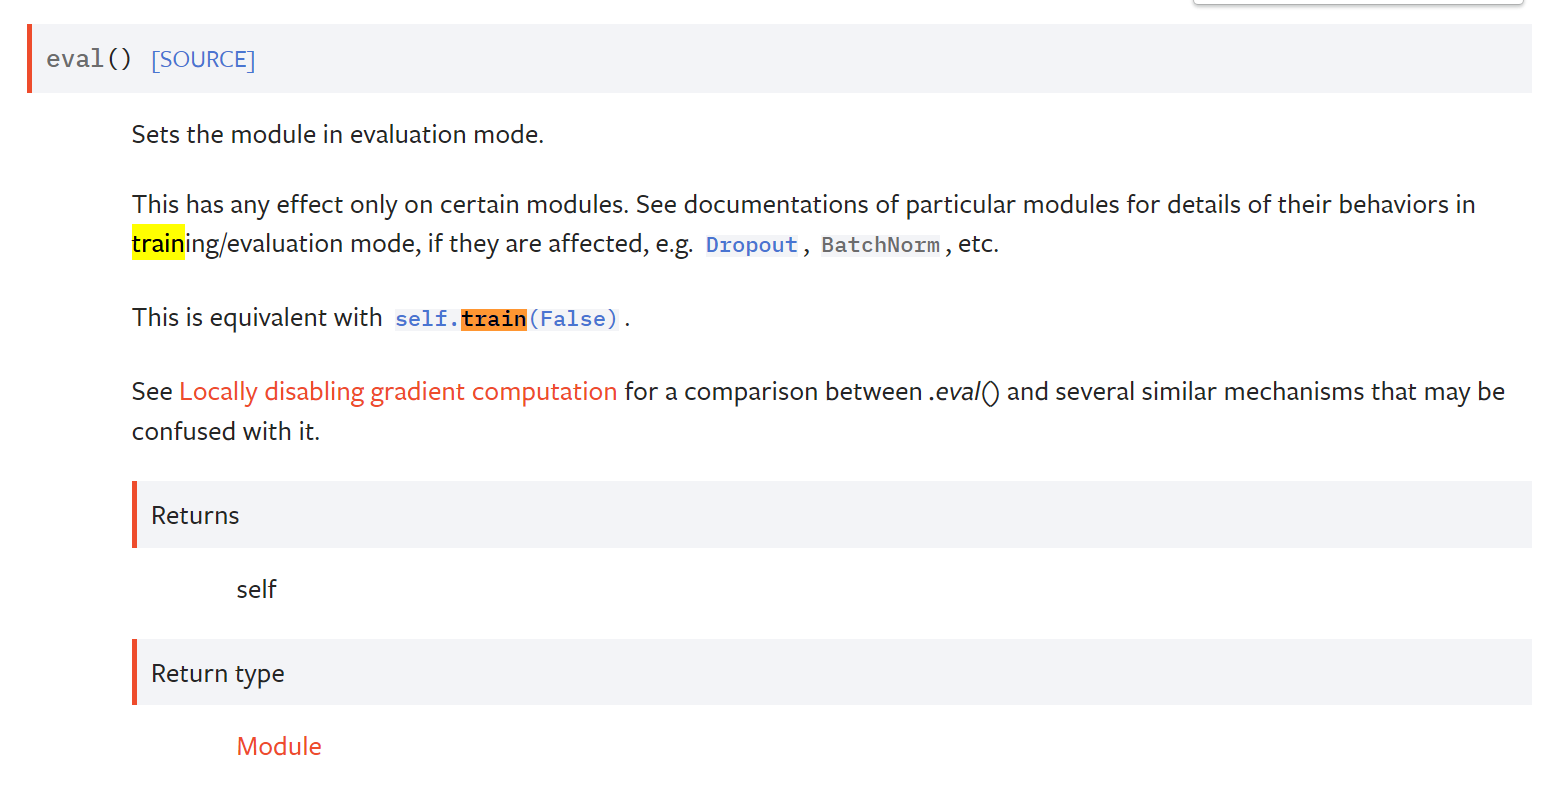 eval() [SOURCE]
Sets the module in evaluation mode.
This has any effect only on certain modules. See documentations of particular modules for details of their behaviors in
training/evaluation mode, if they are affected, e.g. Dropout, BatchNorm, etc.
This is equivalent with self.train(False).
See Locally disabling gradient computation for a comparison between .eval() and several similar mechanisms that may be
confused with it.
Returns
self
Return type
Module